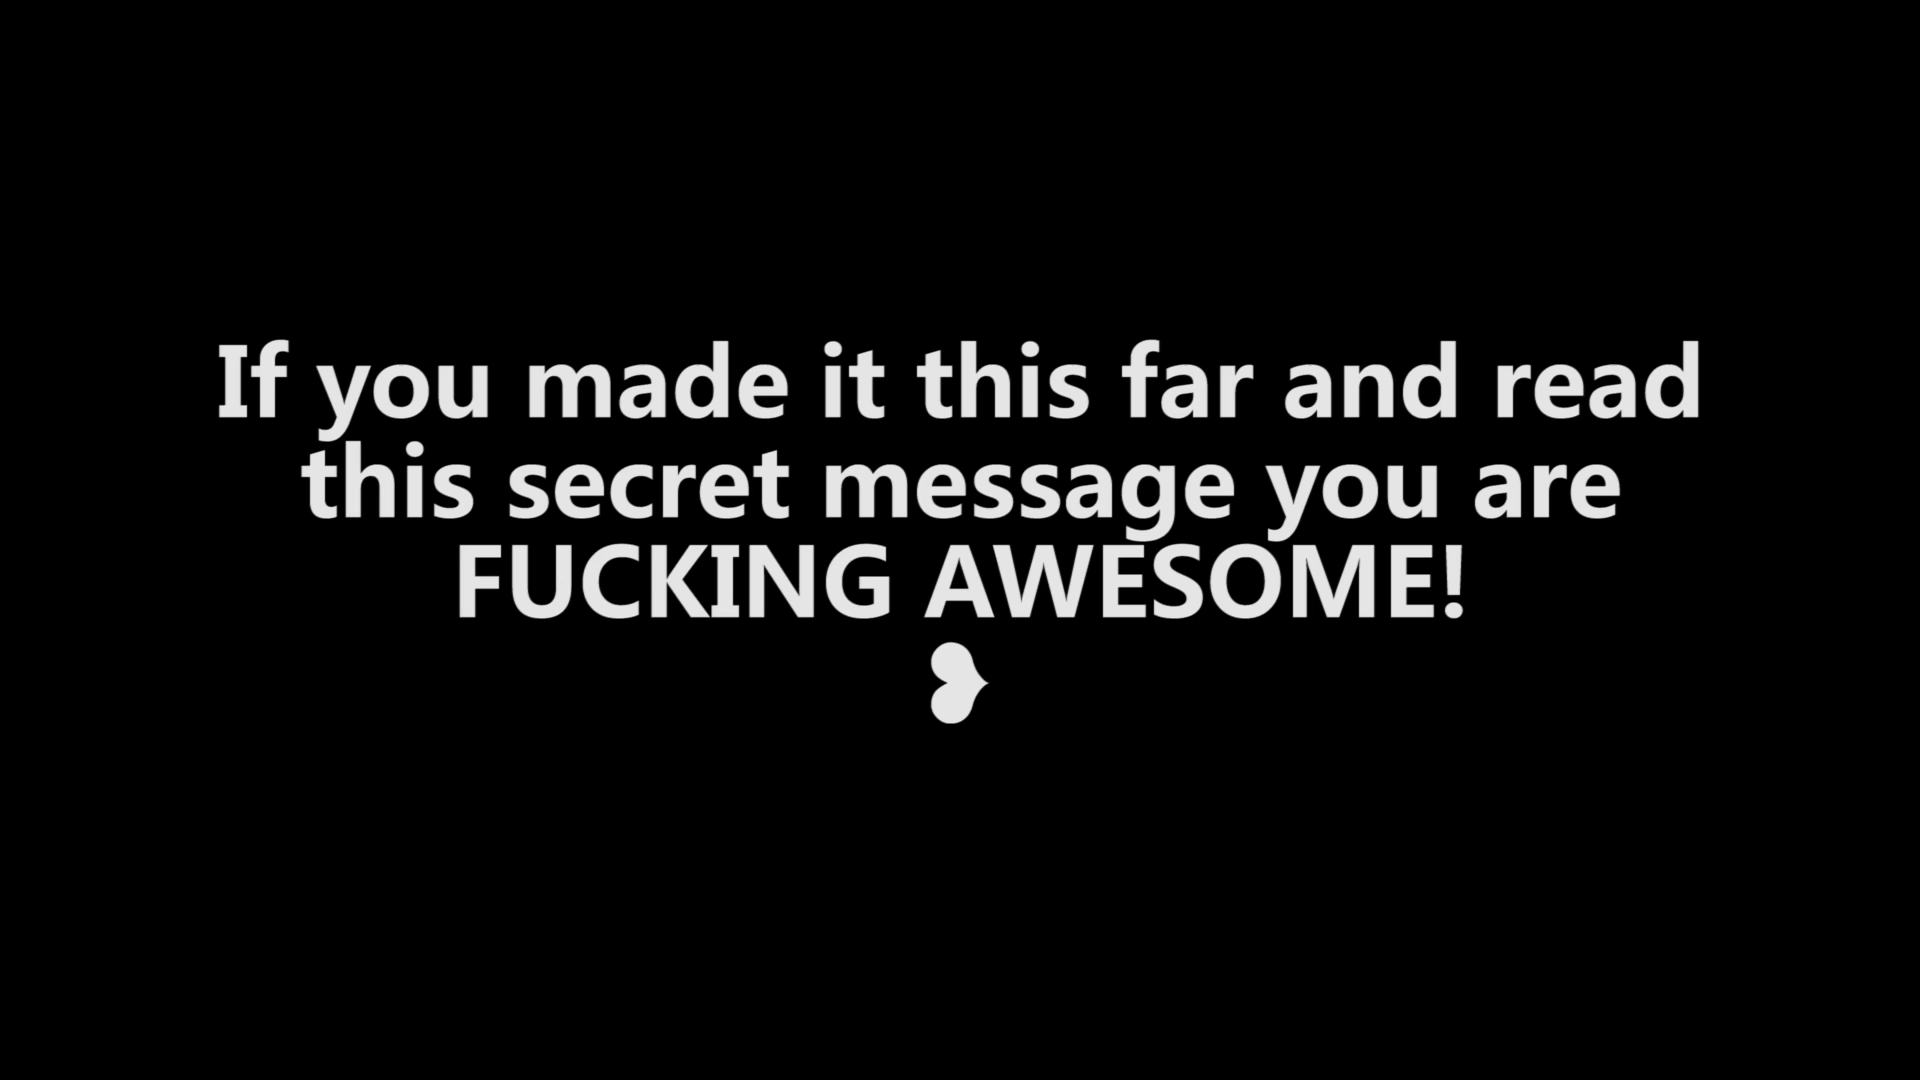 If you made it this far and read
this secret message you are
FUCKING AWESOME!
❥